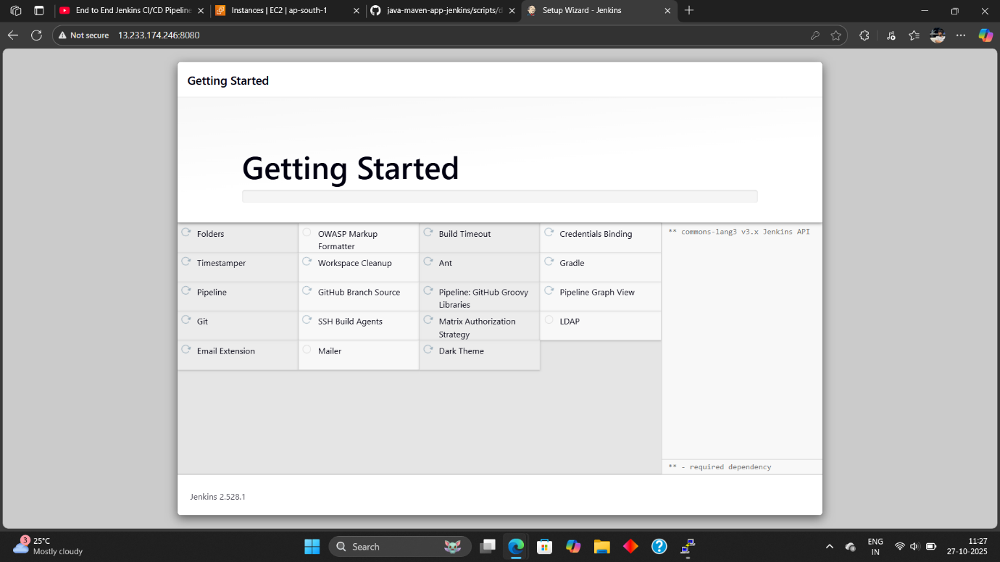 End to End Jenkins CI/CD Pipeline
Instances | EC2 | ap-south-1
java-maven-app-jenkins/scripts/d
Setup Wizard - Jenkins
Not secure
13.233.174.246:8080
Getting Started
Getting Started
Folders
OWASP Markup
Formatter
Build Timeout
Credentials Binding
** commons-lang3 v3.x Jenkins API
Timestamper
Workspace Cleanup
Ant
Gradle
Pipeline
GitHub Branch Source
Pipeline: GitHub Groovy
Libraries
Pipeline Graph View
Git
SSH Build Agents
Matrix Authorization
Strategy
LDAP
Email Extension
Mailer
Dark Theme
** - required dependency
Jenkins 2.528.1
3
25°C
Mostly cloudy
Search
ENG
IN
11:27
27-10-2025